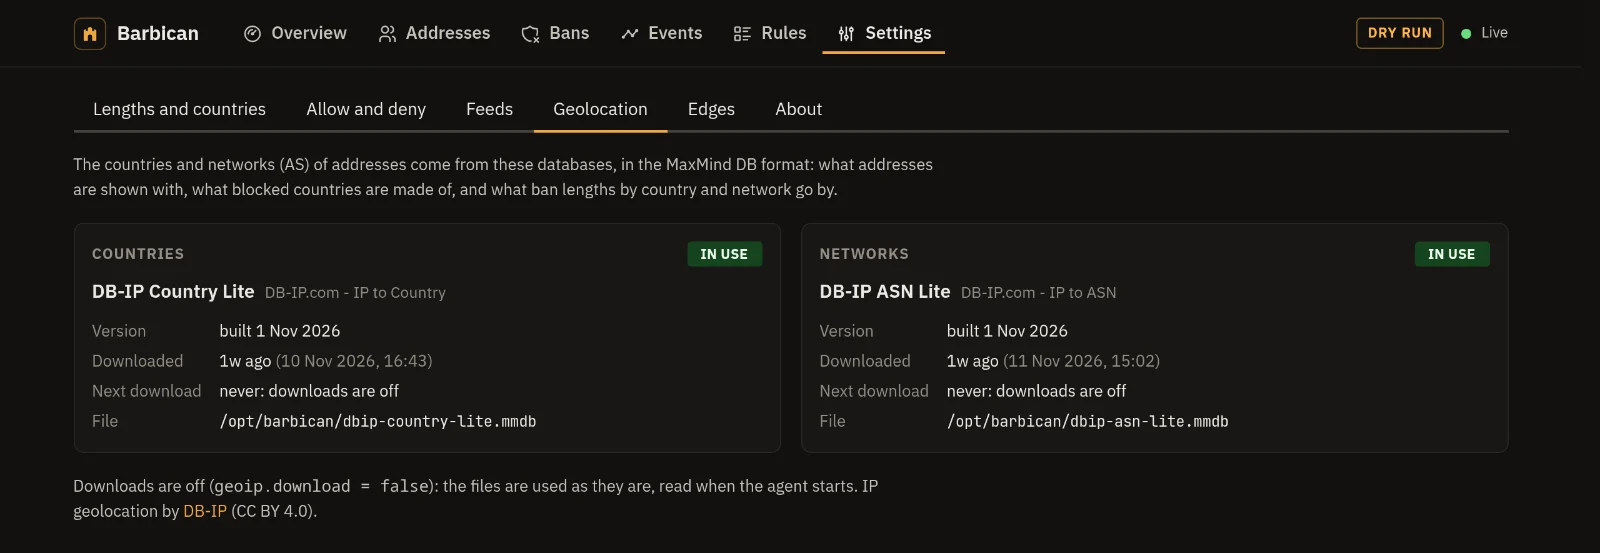 Barbican
Overview
Addresses
Bans
Events
Rules
Settings
DRY RUN
Live
Lengths and countries
Allow and deny
Feeds
Geolocation
Edges
About
The countries and networks (AS) of addresses come from these databases, in the MaxMind DB format: what addresses
are shown with, what blocked countries are made of, and what ban lengths by country and network go by.
COUNTRIES
IN USE
DB-IP Country Lite DB-IP.com - IP to Country
Version built 1 Nov 2026
Downloaded 1w ago (10 Nov 2026, 16:43)
Next download never: downloads are off
File /opt/barbican/dbip-country-lite.mmdb
NETWORKS
IN USE
DB-IP ASN Lite DB-IP.com - IP to ASN
Version built 1 Nov 2026
Downloaded 1w ago (11 Nov 2026, 15:02)
Next download never: downloads are off
File /opt/barbican/dbip-asn-lite.mmdb
Downloads are off (geoip.download = false): the files are used as they are, read when the agent starts. IP
geolocation by DB-IP (CC BY 4.0).